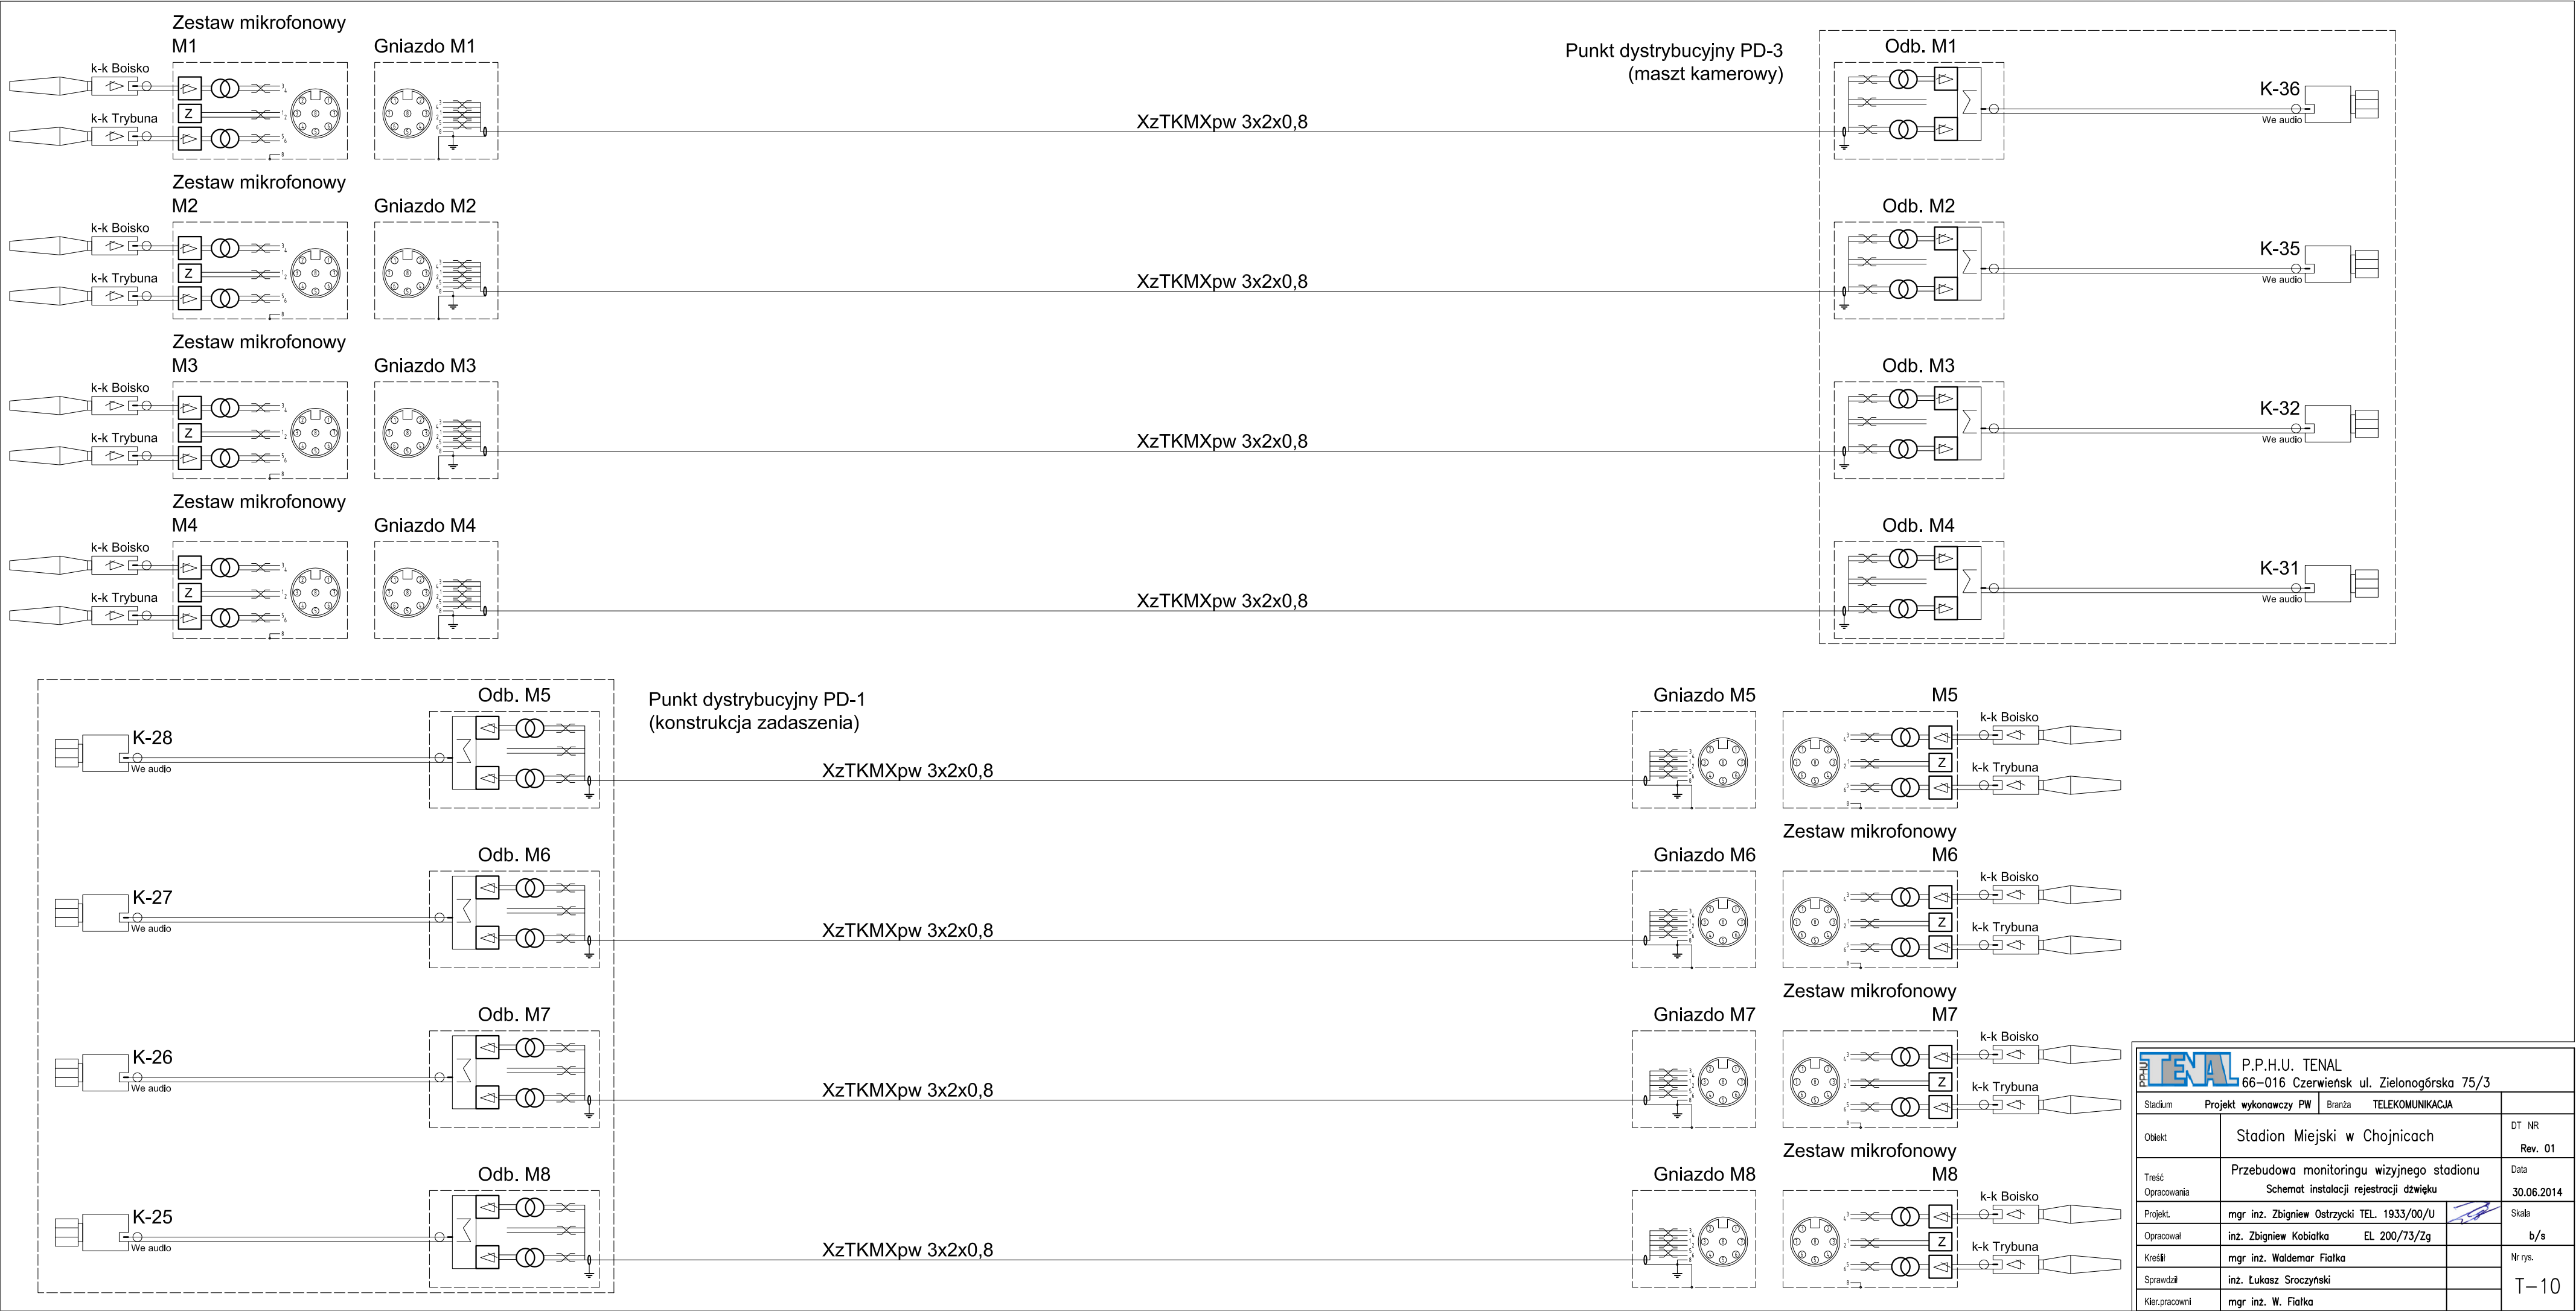 Zestaw mikrofonowy
M1
Gniazdo M1
k-k Boisko
k-k Trybuna
Z
XzTKMXpw 3x2x0,8
Punkt dystrybucyjny PD-3
(maszt kamerowy)
Odb. M1
K-36
We audio
Zestaw mikrofonowy
M2
Gniazdo M2
k-k Boisko
k-k Trybuna
Z
XzTKMXpw 3x2x0,8
Odb. M2
K-35
We audio
Zestaw mikrofonowy
M3
Gniazdo M3
k-k Boisko
k-k Trybuna
Z
XzTKMXpw 3x2x0,8
Odb. M3
K-32
We audio
Zestaw mikrofonowy
M4
Gniazdo M4
k-k Boisko
k-k Trybuna
Z
XzTKMXpw 3x2x0,8
Odb. M4
K-31
We audio
Odb. M5
Punkt dystrybucyjny PD-1
(konstrukcja zadaszenia)
K-28
We audio
XzTKMXpw 3x2x0,8
Gniazdo M5
M5
k-k Boisko
Z
k-k Trybuna
Odb. M6
K-27
We audio
XzTKMXpw 3x2x0,8
Gniazdo M6
Zestaw mikrofonowy
M6
k-k Boisko
Z
k-k Trybuna
Odb. M7
K-26
We audio
XzTKMXpw 3x2x0,8
Gniazdo M7
Zestaw mikrofonowy
M7
k-k Boisko
Z
k-k Trybuna
Odb. M8
K-25
We audio
XzTKMXpw 3x2x0,8
Gniazdo M8
Zestaw mikrofonowy
M8
k-k Boisko
Z
k-k Trybuna
PPHU TENAL
P.P.H.U. TENAL
66-016 Czerwieńsk ul. Zielonogórska 75/3
Stadium Projekt wykonawczy PW Branża TELEKOMUNIKACJA
Obiekt Stadion Miejski w Chojnicach
DT NR
Rev. 01
Treść
Opracowania
Przebudowa monitoringu wizyjnego stadionu
Schemat instalacji rejestracji dźwięku
Data
30.06.2014
Projekt. mgr inż. Zbigniew Ostrzycki TEL. 1933/00/U
Skala
b/s
Opracował inż. Zbigniew Kobiałka EL 200/73/Zg
Kreślił mgr inż. Waldemar Fiałka
Nr rys.
T-10
Sprawdził inż. Łukasz Sroczyński
Kier.pracowni mgr inż. W. Fiałka